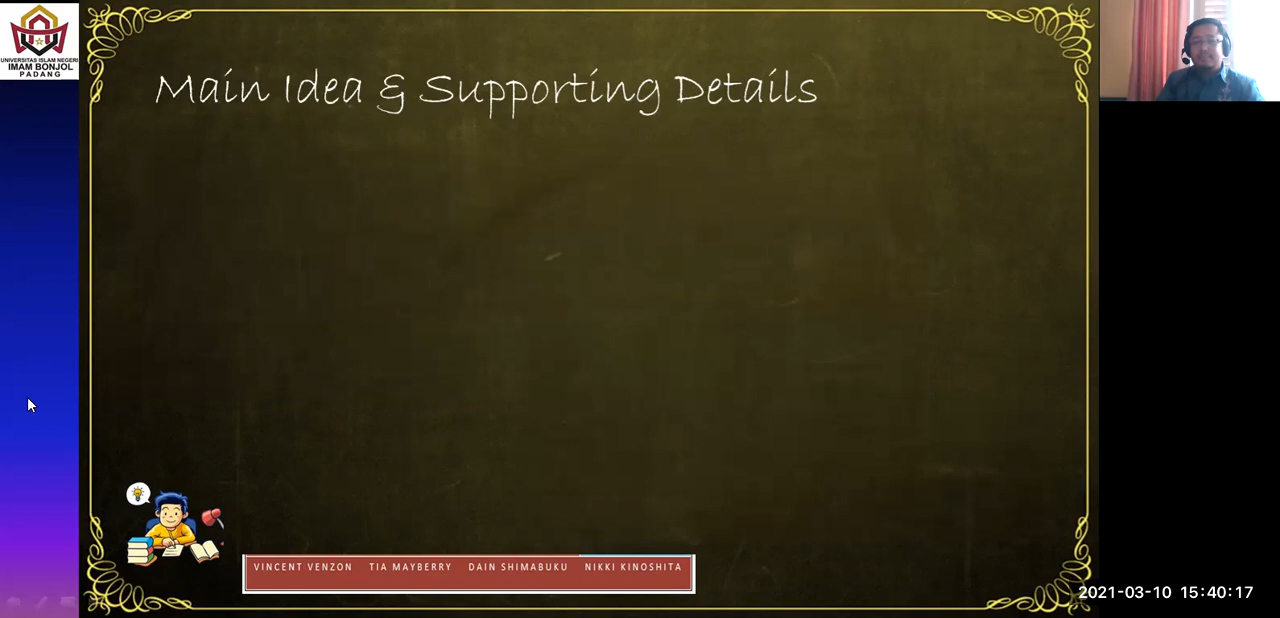 UNIVERSITAS ISLAM NEGERI
IMAM BONJOL
PADANG
Main Idea & Supporting Details
VINCENT VENZON TIA MAYBERRY DAIN SHIMABUKU NIKKI KINOSHITA
2021-03-10 15:40:17